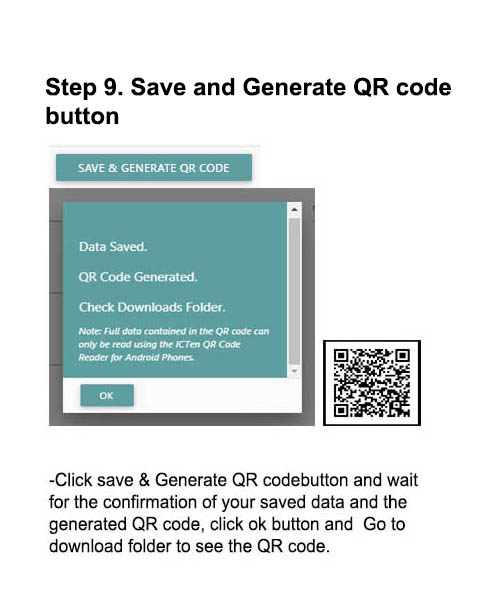 Step 9. Save and Generate QR code
button
SAVE & GENERATE QR CODE
Data Saved.
QR Code Generated.
Check Downloads Folder.
Note: Full data contained in the QR code can
only be read using the ICTen QR Code
Reader for Android Phones.
OK
-Click save & Generate QR codebutton and wait
for the confirmation of your saved data and the
generated QR code, click ok button and  Go to
download folder to see the QR code.